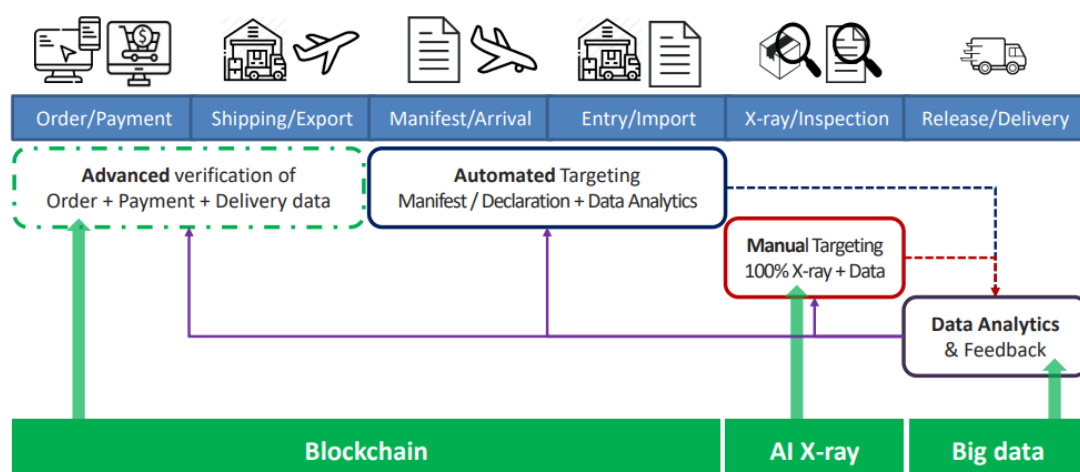 Order/Payment
Shipping/Export
Manifest/Arrival
Entry/Import
X-ray/Inspection
Release/Delivery
Advanced verification of
Order + Payment + Delivery data
Automated Targeting
Manifest / Declaration + Data Analytics
Manual Targeting
100% X-ray + Data
Data Analytics
& Feedback
Blockchain
AI X-ray
Big data